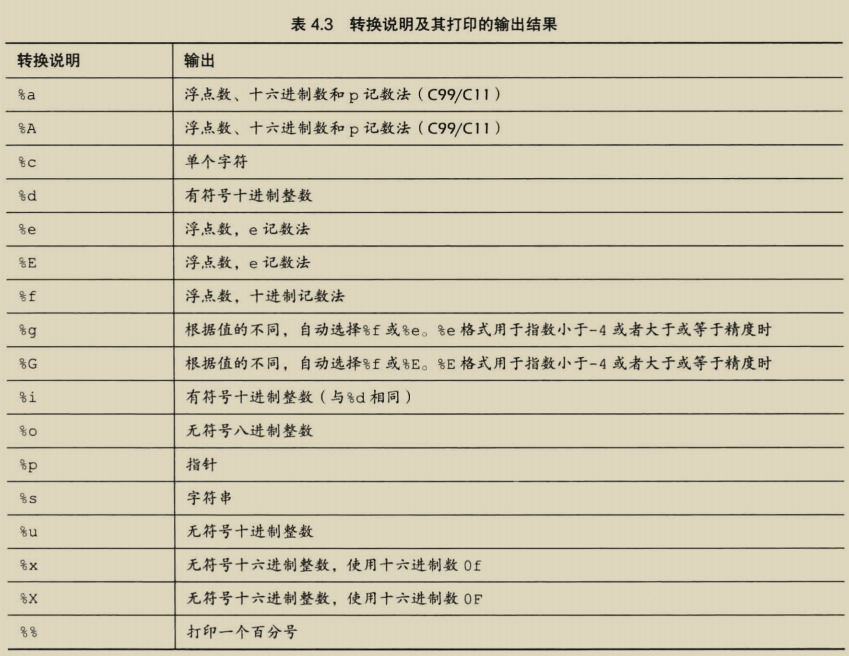 表 4.3 转换说明及其打印的输出结果
转换说明 输出
%a 浮点数、十六进制数和 p 记数法（C99/C11）
%A 浮点数、十六进制数和 p 记数法（C99/C11）
%c 单个字符
%d 有符号十进制整数
%e 浮点数，e 记数法
%E 浮点数，e 记数法
%f 浮点数，十进制记数法
%g 根据值的不同，自动选择%f 或%e。%e 格式用于指数小于-4 或者大于或等于精度时
%G 根据值的不同，自动选择%f 或%E。%E 格式用于指数小于-4 或者大于或等于精度时
%i 有符号十进制整数（与%d 相同）
%o 无符号八进制整数
%p 指针
%s 字符串
%u 无符号十进制整数
%x 无符号十六进制整数，使用十六进制数 0f
%X 无符号十六进制整数，使用十六进制数 0F
%% 打印一个百分号